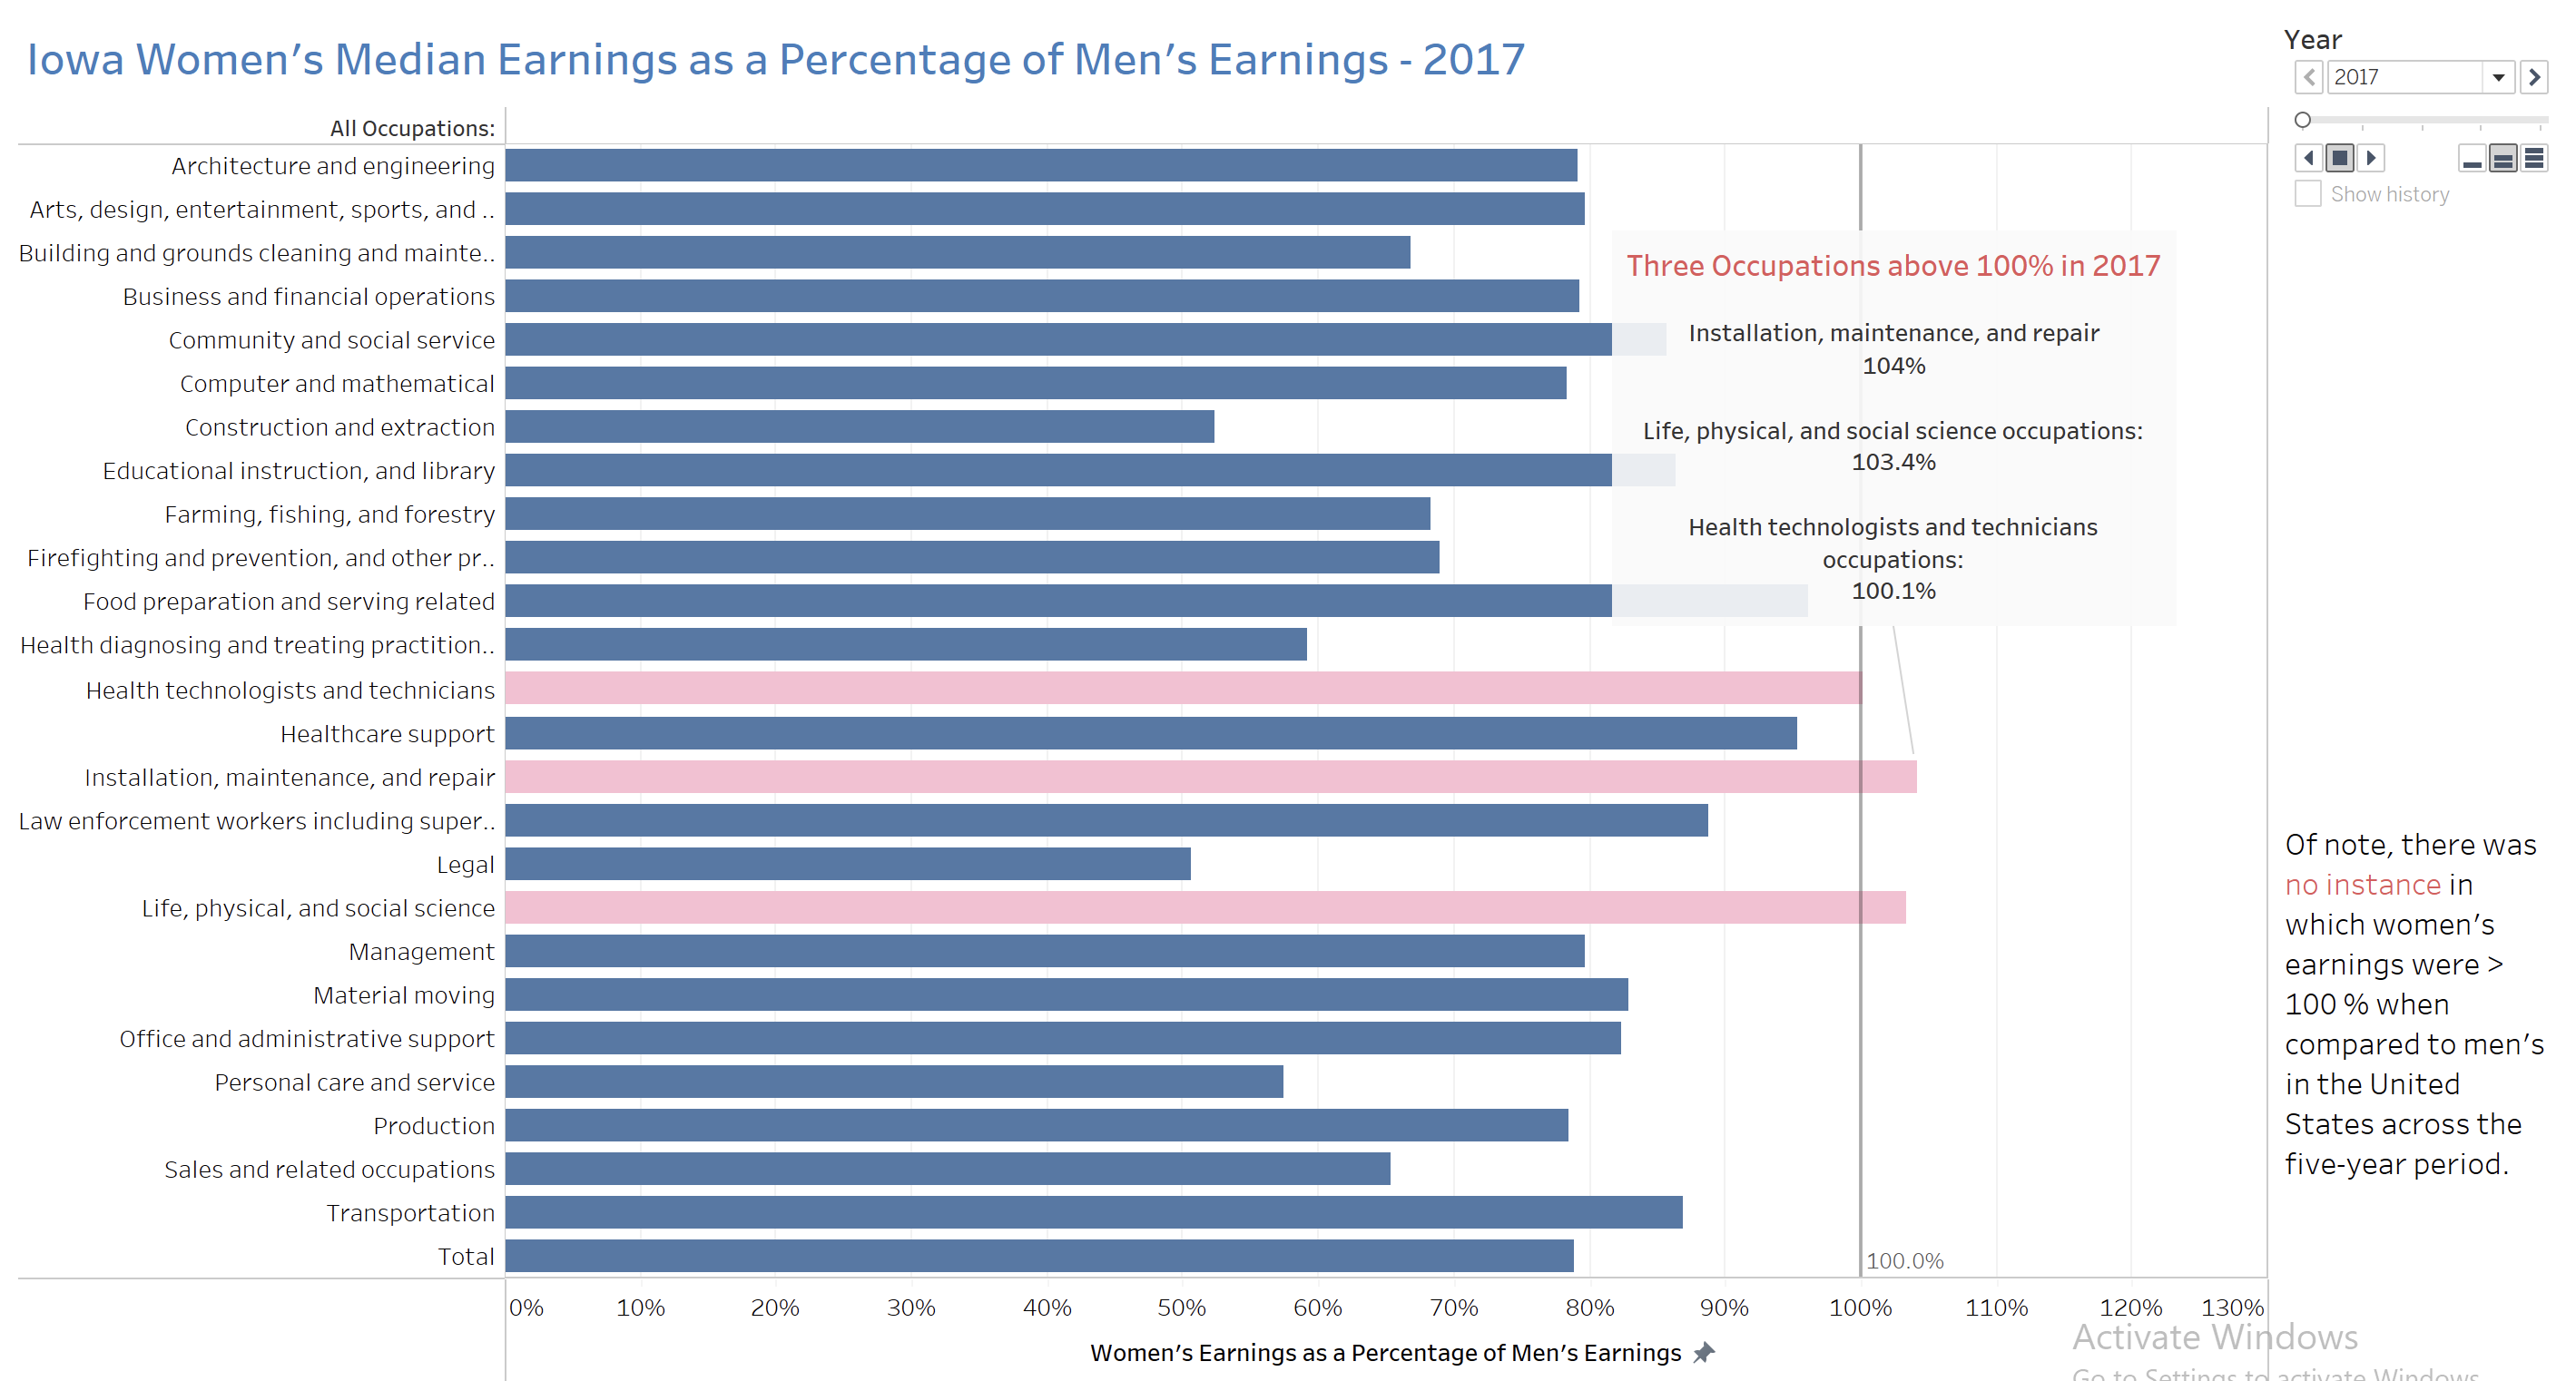 Iowa Women's Median Earnings as a Percentage of Men's Earnings - 2017
Year
2017
Show history
All Occupations:
Architecture and engineering
Arts, design, entertainment, sports, and ..
Building and grounds cleaning and mainte..
Business and financial operations
Community and social service
Computer and mathematical
Construction and extraction
Educational instruction, and library
Farming, fishing, and forestry
Firefighting and prevention, and other pr..
Food preparation and serving related
Health diagnosing and treating practition..
Health technologists and technicians
Healthcare support
Installation, maintenance, and repair
Law enforcement workers including super..
Legal
Life, physical, and social science
Management
Material moving
Office and administrative support
Personal care and service
Production
Sales and related occupations
Transportation
Total
Three Occupations above 100% in 2017
Installation, maintenance, and repair
104%
Life, physical, and social science occupations:
103.4%
Health technologists and technicians
occupations:
100.1%
100.0%
0% 10% 20% 30% 40% 50% 60% 70% 80% 90% 100% 110% 120% 130%
Women's Earnings as a Percentage of Men's Earnings
Of note, there was
no instance in
which women's
earnings were >
100 % when
compared to men's
in the United
States across the
five-year period.
Activate Windows
Go to Settings to activate Windows